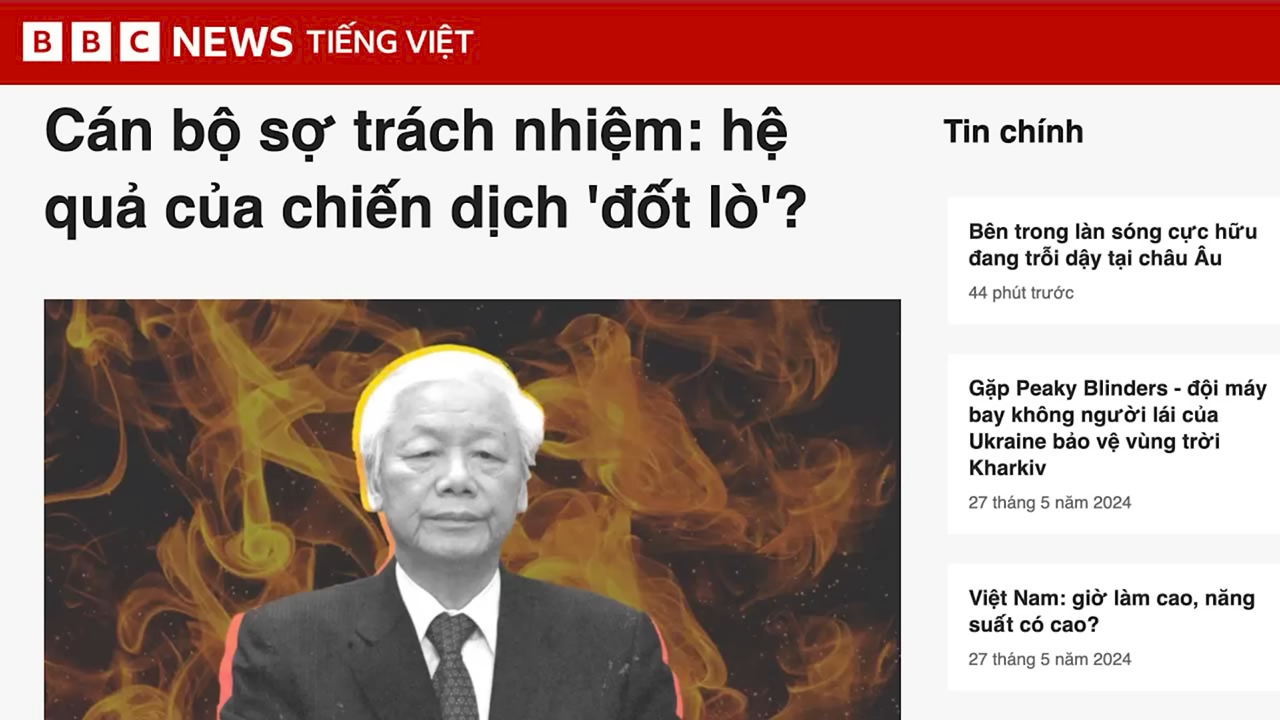 BBC NEWS TIẾNG VIỆT
Cán bộ sợ trách nhiệm: hệ
quả của chiến dịch 'đốt lò'?
Tin chính
Bên trong làn sóng cực hữu
đang trỗi dậy tại châu Âu
44 phút trước
Gặp Peaky Blinders - đội máy
bay không người lái của
Ukraine bảo vệ vùng trời
Kharkiv
27 tháng 5 năm 2024
Việt Nam: giờ làm cao, năng
suất có cao?
27 tháng 5 năm 2024